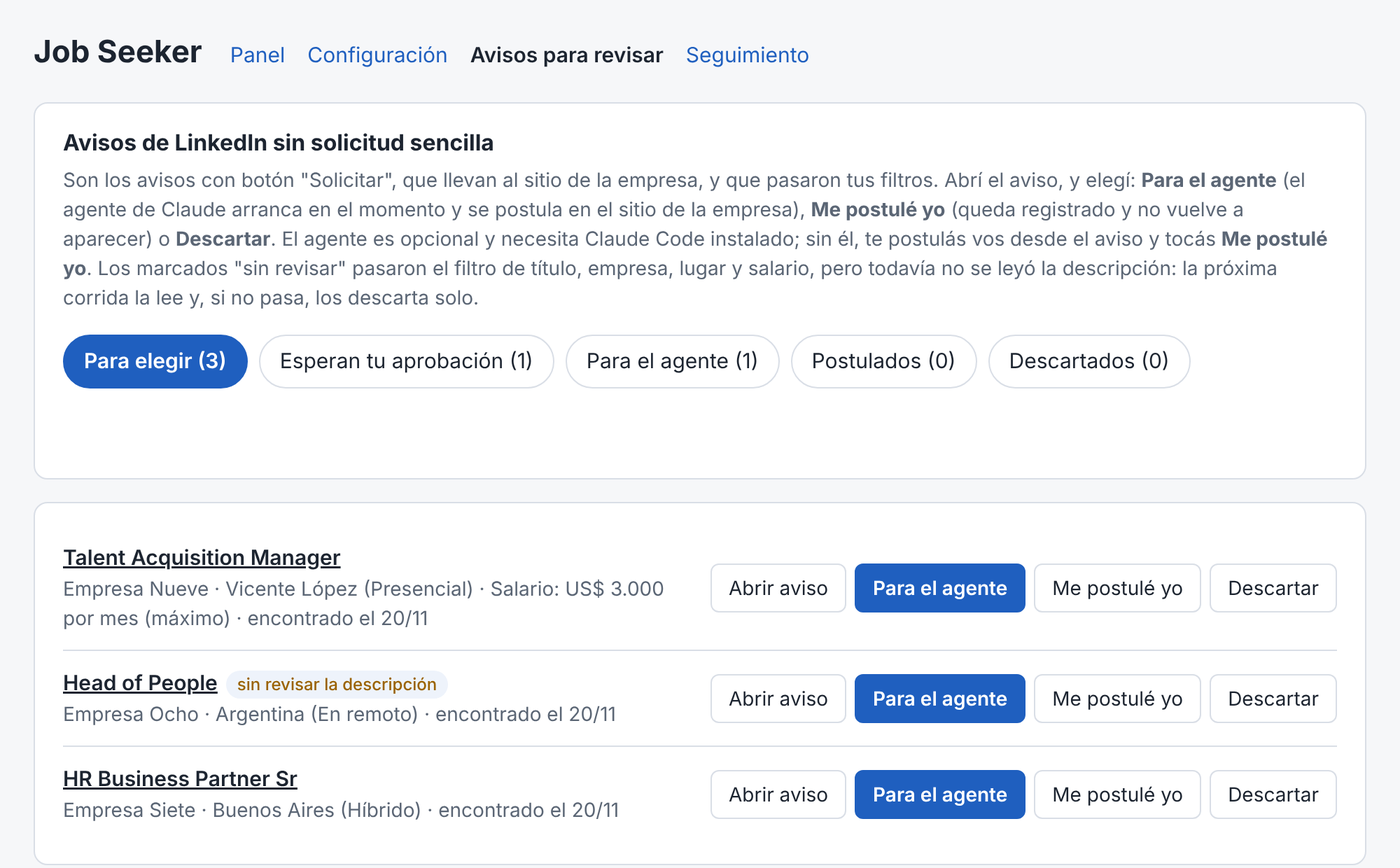 Job Seeker Panel Configuración Avisos para revisar Seguimiento
Avisos de LinkedIn sin solicitud sencilla
Son los avisos con botón "Solicitar", que llevan al sitio de la empresa, y que pasaron tus filtros. Abrí el aviso, y elegí: Para el agente (el
agente de Claude arranca en el momento y se postula en el sitio de la empresa), Me postulé yo (queda registrado y no vuelve a
aparecer) o Descartar. El agente es opcional y necesita Claude Code instalado; sin él, te postulás vos desde el aviso y tocás Me postulé
yo. Los marcados "sin revisar" pasaron el filtro de título, empresa, lugar y salario, pero todavía no se leyó la descripción: la próxima
corrida la lee y, si no pasa, los descarta solo.
Para elegir (3) Esperan tu aprobación (1) Para el agente (1) Postulados (0) Descartados (0)
Talent Acquisition Manager
Empresa Nueve · Vicente López (Presencial) · Salario: US$ 3.000
por mes (máximo) · encontrado el 20/11
Abrir aviso Para el agente Me postulé yo Descartar
Head of People sin revisar la descripción
Empresa Ocho · Argentina (En remoto) · encontrado el 20/11
Abrir aviso Para el agente Me postulé yo Descartar
HR Business Partner Sr
Empresa Siete · Buenos Aires (Híbrido) · encontrado el 20/11
Abrir aviso Para el agente Me postulé yo Descartar